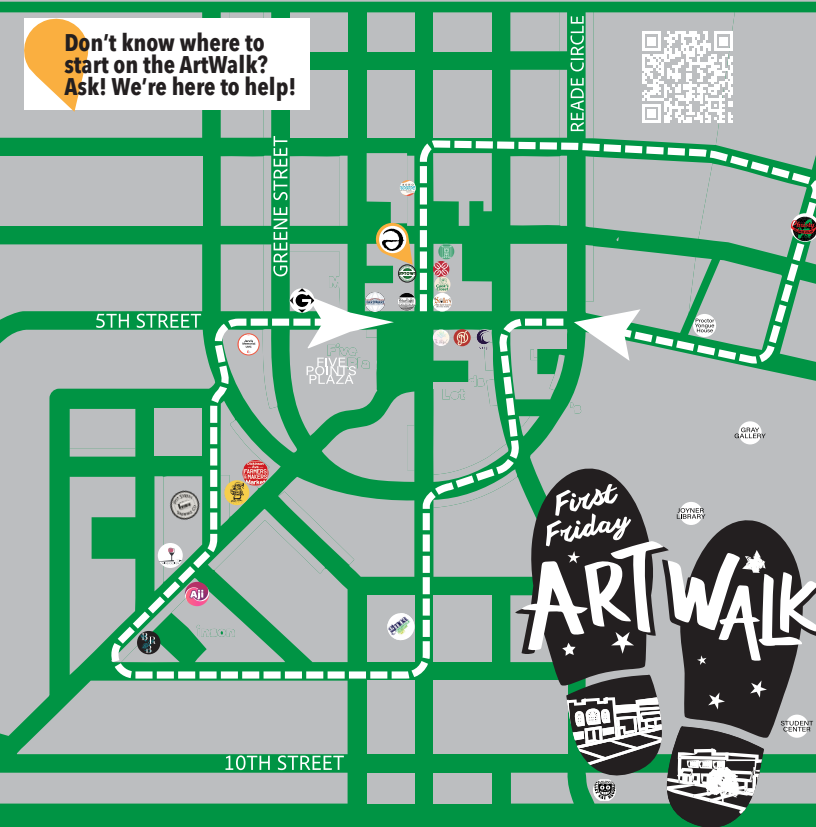 Don't know where to
start on the ArtWalk?
Ask! We're here to help!
READE CIRCLE
GREENE STREET
5TH STREET
G
FIVE
POINTS
PLAZA
Proctor
Yongue
House
GRAY
GALLERY
FARMERS
Market
JOYNER
LIBRARY
Aji
First
Friday
ART WALK
STUDENT
CENTER
10TH STREET